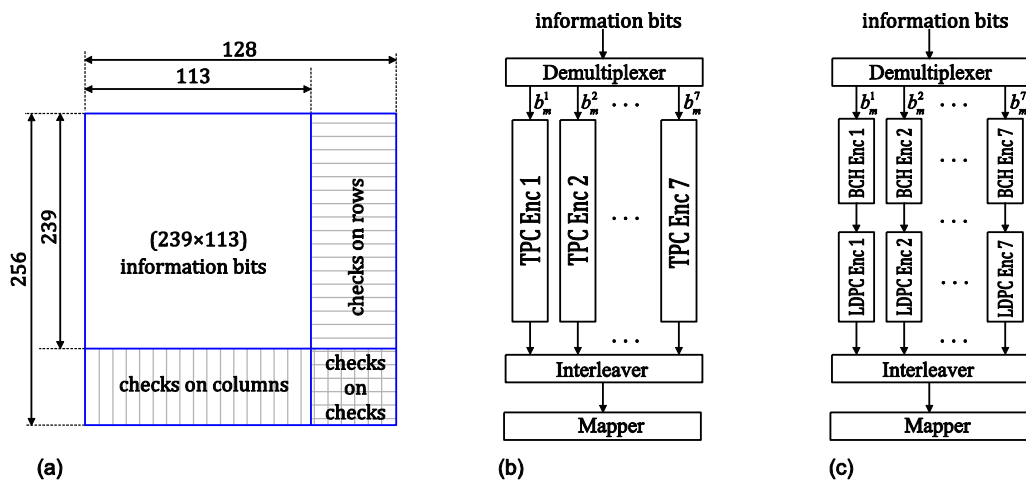 128
113
256
239
(239×113)
information bits
checks on rows
checks on columns
checks
on
checks
(a)
information bits
Demultiplexer
b_m^1 b_m^2 ... b_m^7
TPC Enc 1
TPC Enc 2
...
TPC Enc 7
...
Interleaver
Mapper
(b)
information bits
Demultiplexer
b_m^1 b_m^2 ... b_m^7
BCH Enc 1
BCH Enc 2
...
BCH Enc 7
...
LDPC Enc 1
LDPC Enc 2
...
LDPC Enc 7
...
Interleaver
Mapper
(c)